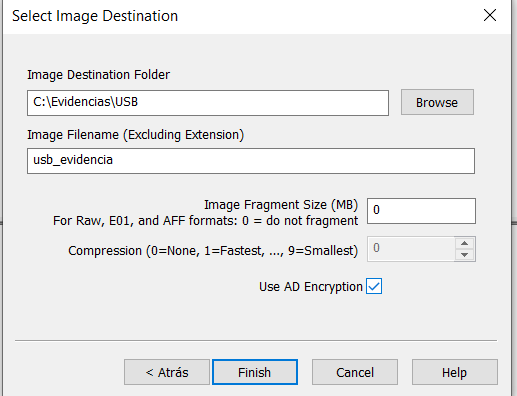 Select Image Destination
Image Destination Folder
C:\Evidencias\USB
Browse
Image Filename (Excluding Extension)
usb_evidencia
Image Fragment Size (MB)
0
For Raw, E01, and AFF formats: 0 = do not fragment
Compression (0=None, 1=Fastest, ..., 9=Smallest)
0
Use AD Encryption
< Atrás
Finish
Cancel
Help